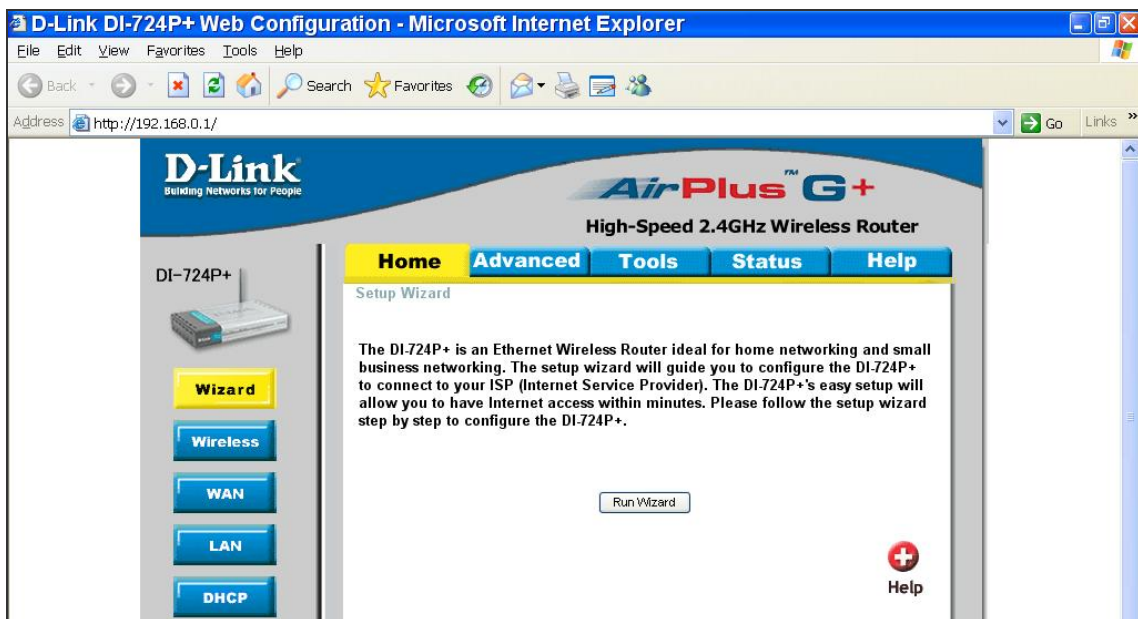 D-Link DI-724P+ Web Configuration - Microsoft Internet Explorer
File Edit View Favorites Tools Help
Back Search Favorites
Address http://192.168.0.1/ Go Links »
D-Link
Building Networks for People
AirPlus™ G+
High-Speed 2.4GHz Wireless Router
DI-724P+
Home Advanced Tools Status Help
Setup Wizard
The DI-724P+ is an Ethernet Wireless Router ideal for home networking and small
business networking. The setup wizard will guide you to configure the DI-724P+
to connect to your ISP (Internet Service Provider). The DI-724P+'s easy setup will
allow you to have Internet access within minutes. Please follow the setup wizard
step by step to configure the DI-724P+.
Wizard
Wireless
WAN
LAN
DHCP
Run Wizard
Help